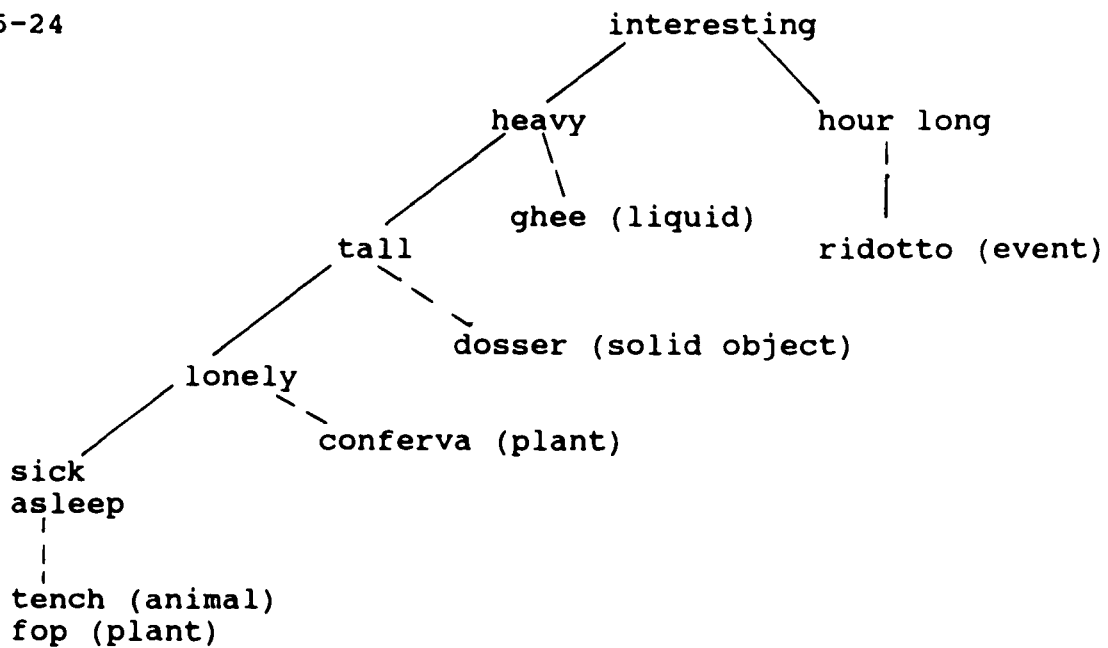 5-24
interesting
heavy
hour long
ghee (liquid)
tall
ridotto (event)
dosser (solid object)
lonely
conferva (plant)
sick
asleep
tench (animal)
fop (plant)